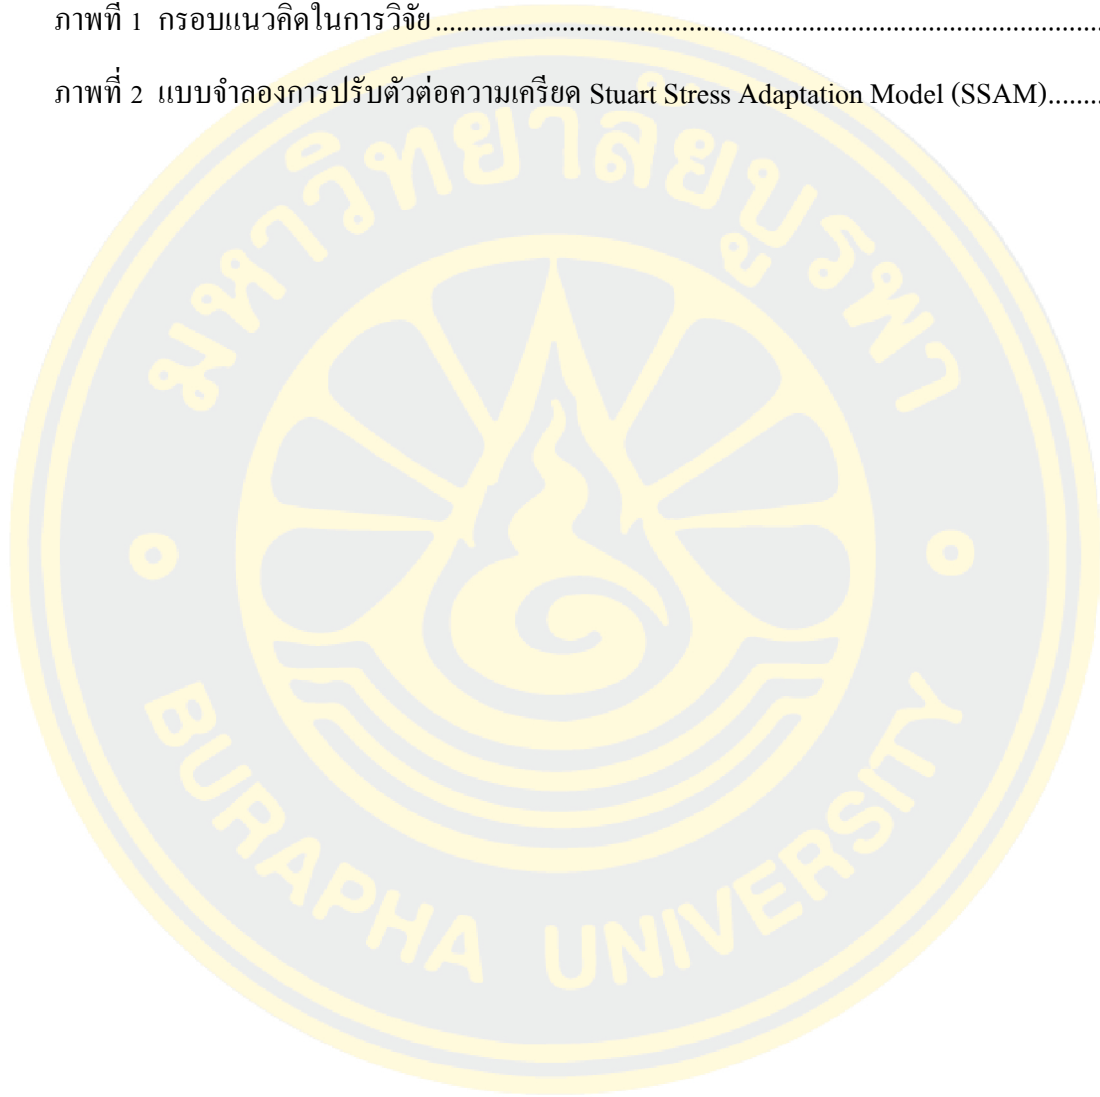 ภาพที่ 1 กรอบแนวคิดในการวิจัย..........................................................................................
ภาพที่ 2 แบบจำลองการปรับตัวต่อความเครียด Stuart Stress Adaptation Model (SSAM)........
มหาวิทยาลัยบูรพา
BURAPHA UNIVERSITY